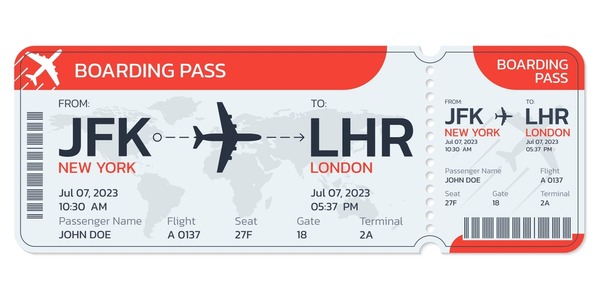 BOARDING PASS
FROM: TO:
JFK LHR
NEW YORK LONDON
Jul 07, 2023 Jul 07, 2023
10:30 AM 05:37 PM
Passenger Name Flight Seat Gate Terminal
JOHN DOE A 0137 27F 18 2A
BOARDING
PASS
FROM: TO:
JFK LHR
NEW YORK LONDON
Jul 07, 2023 Jul 07, 2023
10:30 AM 05:37 PM
Passenger Name Flight
JOHN DOE A 0137
Seat Gate Terminal
27F 18 2A